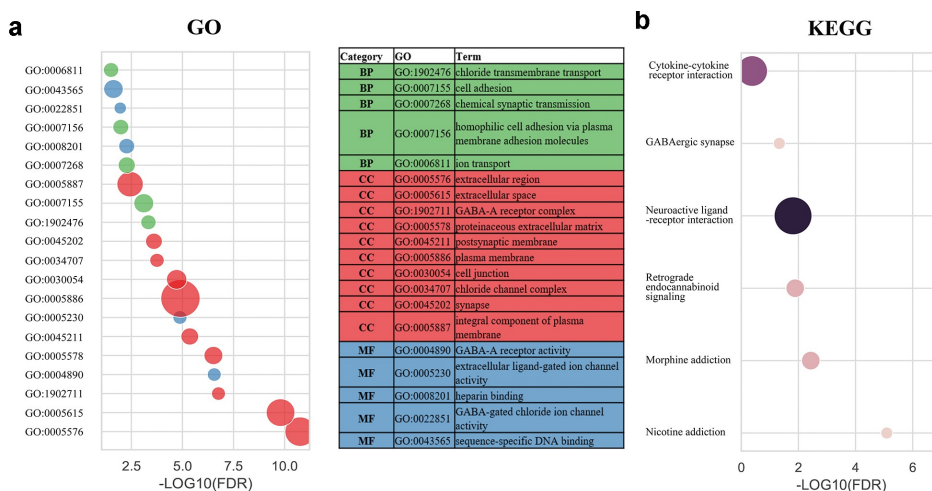 a
GO
GO:0006811
GO:0043565
GO:0022851
GO:0007156
GO:0008201
GO:0007268
GO:0005887
GO:0007155
GO:1902476
GO:0045202
GO:0034707
GO:0030054
GO:0005886
GO:0005230
GO:0045211
GO:0005578
GO:0004890
GO:1902711
GO:0005615
GO:0005576
2.5 5.0 7.5 10.0
-LOG10(FDR)
Category GO Term
BP GO:1902476 chloride transmembrane transport
BP GO:0007155 cell adhesion
BP GO:0007268 chemical synaptic transmission
BP GO:0007156 homophilic cell adhesion via plasma
membrane adhesion molecules
BP GO:0006811 ion transport
CC GO:0005576 extracellular region
CC GO:0005615 extracellular space
CC GO:1902711 GABA-A receptor complex
CC GO:0005578 proteinaceous extracellular matrix
CC GO:0045211 postsynaptic membrane
CC GO:0005886 plasma membrane
CC GO:0030054 cell junction
CC GO:0034707 chloride channel complex
CC GO:0045202 synapse
CC GO:0005887 integral component of plasma
membrane
MF GO:0004890 GABA-A receptor activity
MF GO:0005230 extracellular ligand-gated ion channel
activity
MF GO:0008201 heparin binding
MF GO:0022851 GABA-gated chloride ion channel
activity
MF GO:0043565 sequence-specific DNA binding
b
KEGG
Cytokine-cytokine
receptor interaction
GABAergic synapse
Neuroactive ligand
-receptor interaction
Retrograde
endocannabinoid
signaling
Morphine addiction
Nicotine addiction
0 2 4 6
-LOG10(FDR)